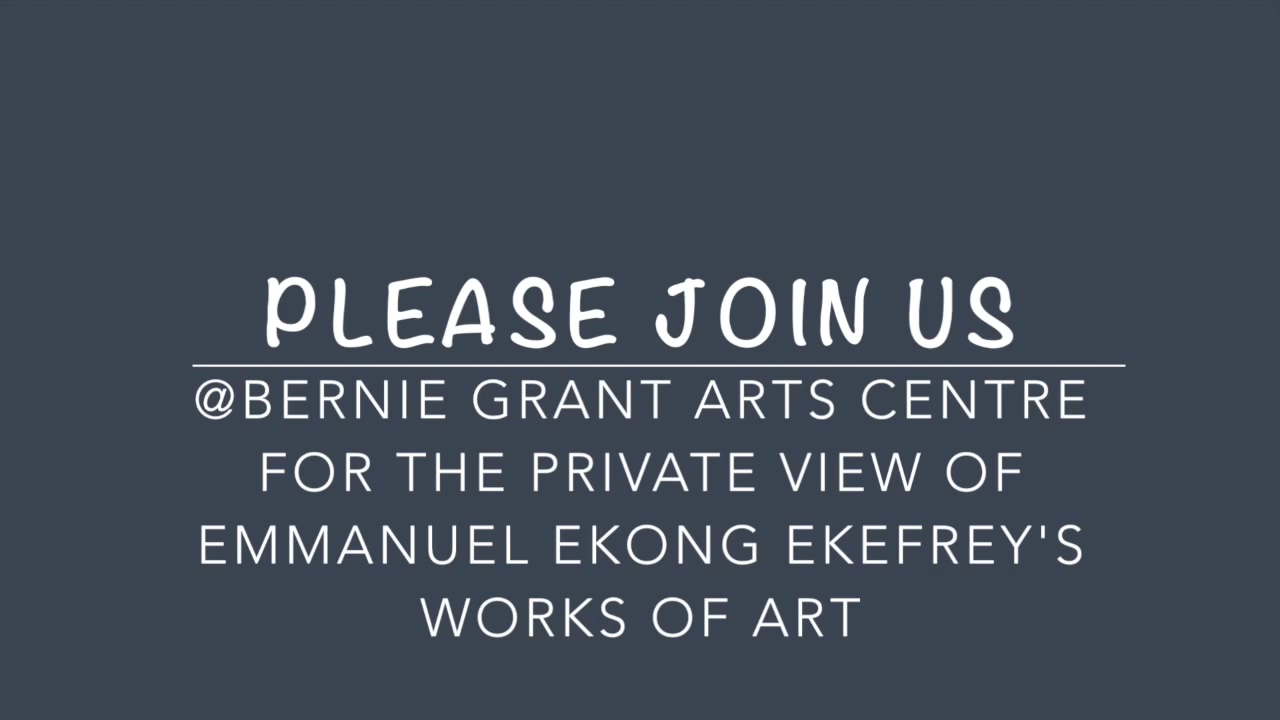 PLEASE JOIN US
@BERNIE GRANT ARTS CENTRE
FOR THE PRIVATE VIEW OF
EMMANUEL EKONG EKEFREY'S
WORKS OF ART